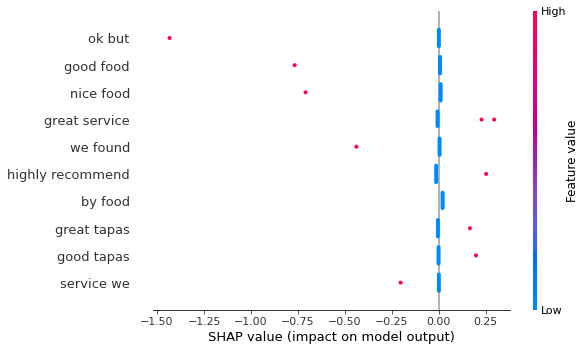 High
ok but
good food
nice food
great service
we found
highly recommend
by food
great tapas
good tapas
service we
Feature value
Low
−1.50 −1.25 −1.00 −0.75 −0.50 −0.25 0.00 0.25
SHAP value (impact on model output)